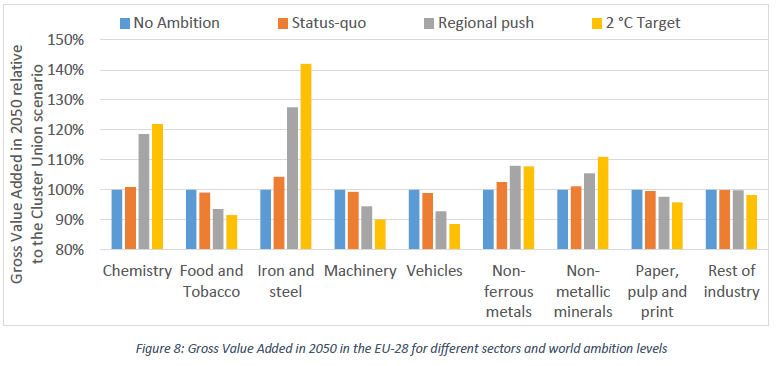 No Ambition Status-quo Regional push 2 °C Target
Gross Value Added in 2050 relative
to the Cluster Union scenario
150%
140%
130%
120%
110%
100%
90%
80%
Chemistry
Food and
Tobacco
Iron and
steel
Machinery
Vehicles
Non-
ferrous
metals
Non-
metallic
minerals
Paper,
pulp and
print
Rest of
industry
Figure 8: Gross Value Added in 2050 in the EU-28 for different sectors and world ambition levels